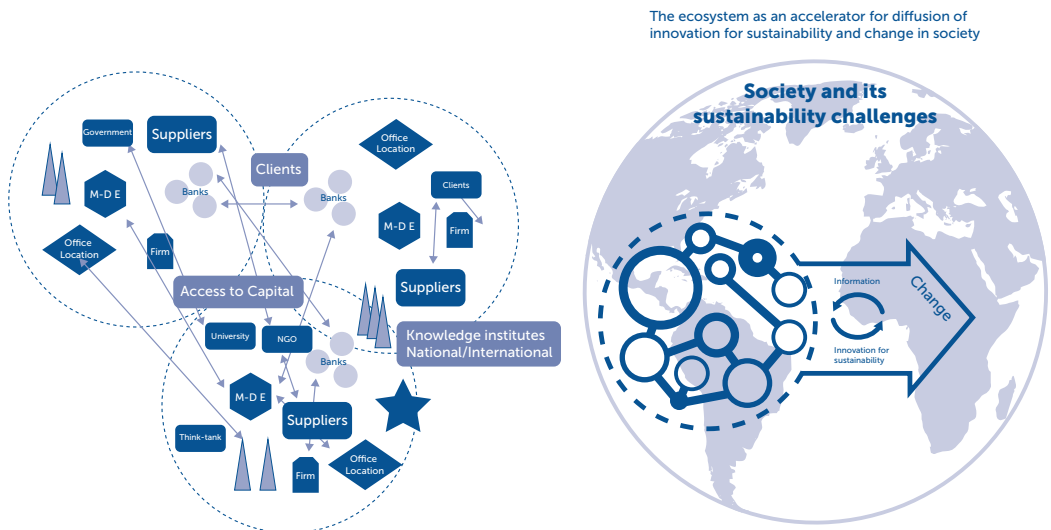 The ecosystem as an accelerator for diffusion of
innovation for sustainability and change in society
Society and its
sustainability challenges
Government
Suppliers
Clients
Banks
M-D E
Office
Location
Firm
Office
Location
Banks
Clients
M-D E
Firm
Suppliers
Access to Capital
University
NGO
Knowledge institutes
National/International
Banks
M-D E
Suppliers
Think-tank
Firm
Office
Location
Information
Innovation for
sustainability
Change